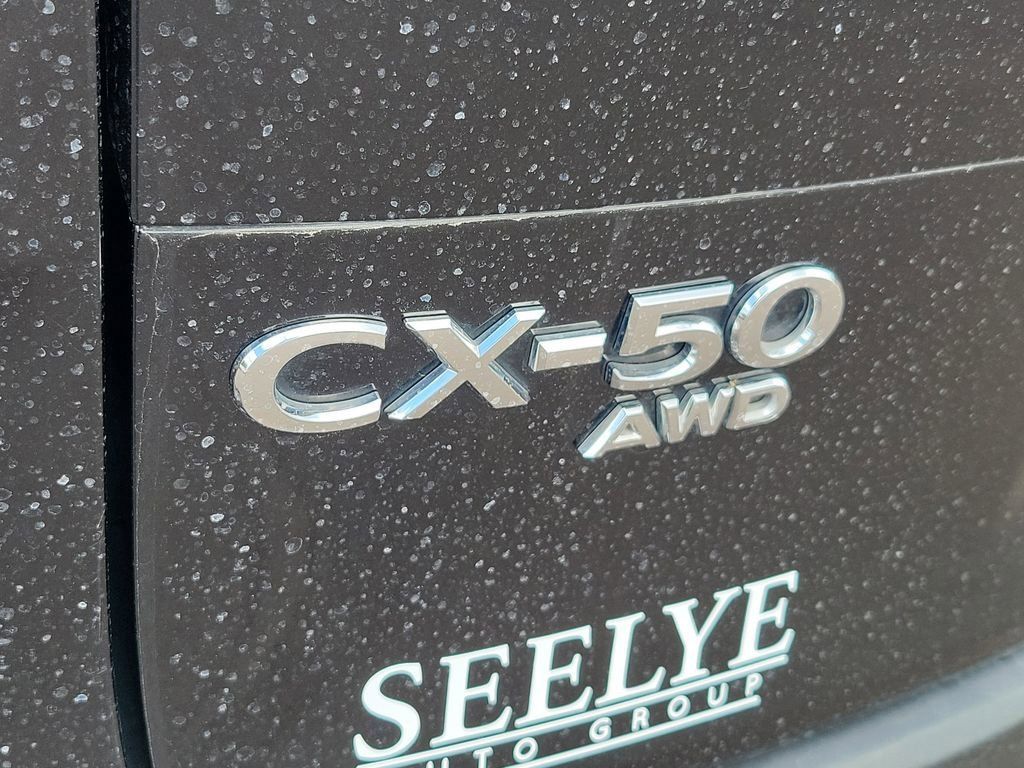 CX-50
AWD
SEELYE
AUTO GROUP